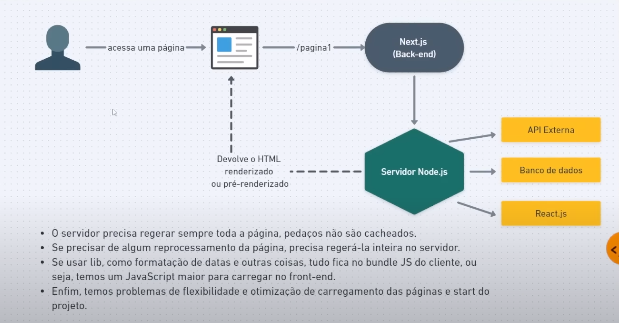 acessa uma página
/pagina1
Next.js
(Back-end)
API Externa
Devolve o HTML
renderizado
ou pré-renderizado
Servidor Node.js
Banco de dados
React.js
• O servidor precisa regerar sempre toda a página, pedaços não são cacheados.
• Se precisar de algum reprocessamento da página, precisa regerá-la inteira no servidor.
• Se usar lib, como formatação de datas e outras coisas, tudo fica no bundle JS do cliente, ou
seja, temos um JavaScript maior para carregar no front-end.
• Enfim, temos problemas de flexibilidade e otimização de carregamento das páginas e start do
projeto.